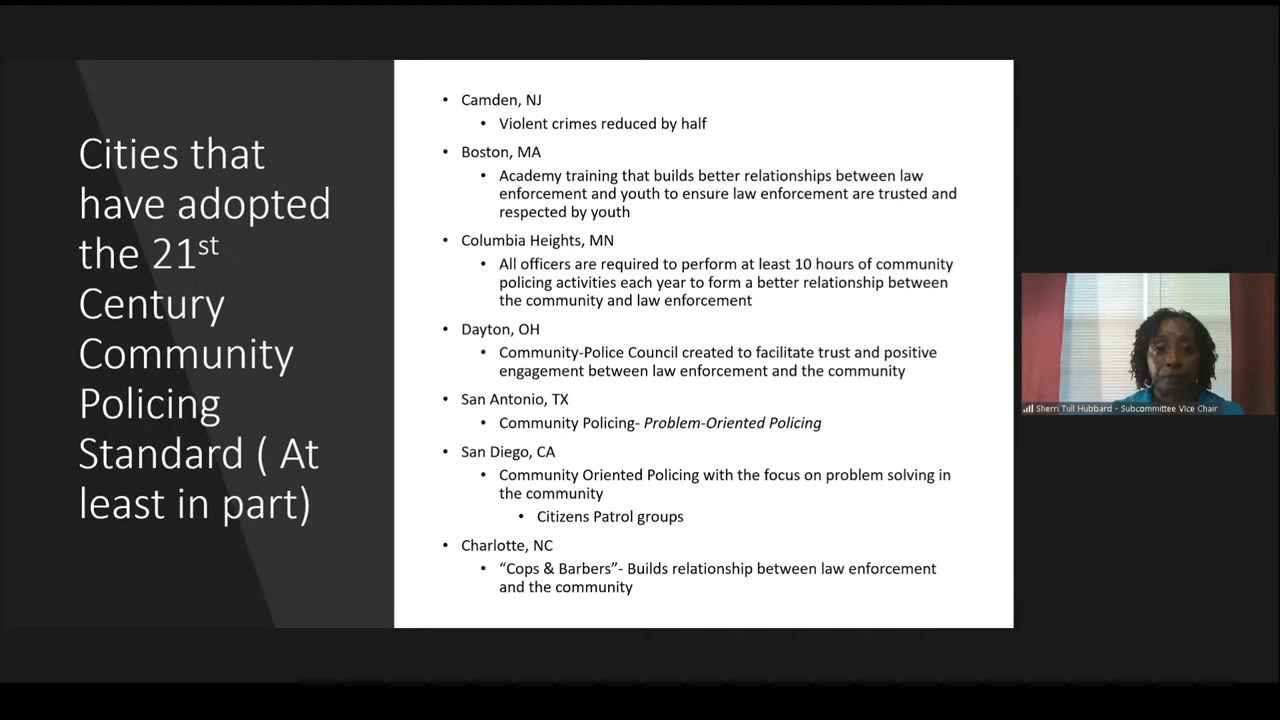 Cities that
have adopted
the 21st
Century
Community
Policing
Standard ( At
least in part)
• Camden, NJ
• Violent crimes reduced by half
• Boston, MA
• Academy training that builds better relationships between law
enforcement and youth to ensure law enforcement are trusted and
respected by youth
• Columbia Heights, MN
• All officers are required to perform at least 10 hours of community
policing activities each year to form a better relationship between
the community and law enforcement
• Dayton, OH
• Community-Police Council created to facilitate trust and positive
engagement between law enforcement and the community
• San Antonio, TX
• Community Policing- Problem-Oriented Policing
• San Diego, CA
• Community Oriented Policing with the focus on problem solving in
the community
• Citizens Patrol groups
• Charlotte, NC
• “Cops & Barbers”- Builds relationship between law enforcement
and the community
Sherri Tull Hubbard - Subcommittee Vice Chair